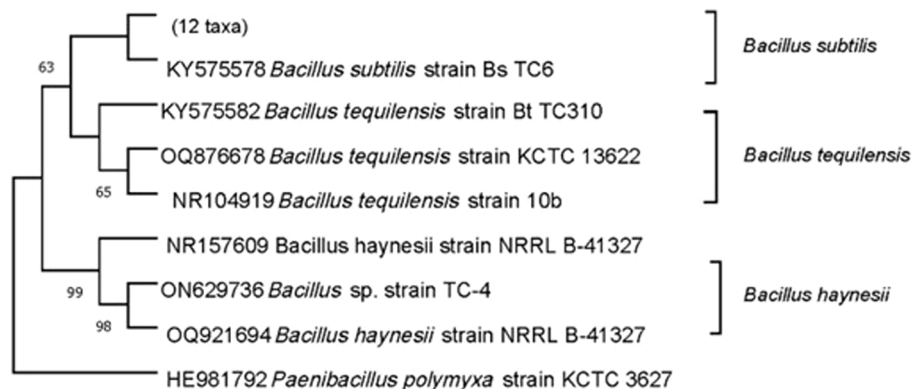 (12 taxa)
Bacillus subtilis
63
KY575578 Bacillus subtilis strain Bs TC6
KY575582 Bacillus tequilensis strain Bt TC310
OQ876678 Bacillus tequilensis strain KCTC 13622
Bacillus tequilensis
65
NR104919 Bacillus tequilensis strain 10b
NR157609 Bacillus haynesii strain NRRL B-41327
99
ON629736 Bacillus sp. strain TC-4
Bacillus haynesii
98
OQ921694 Bacillus haynesii strain NRRL B-41327
HE981792 Paenibacillus polymyxa strain KCTC 3627